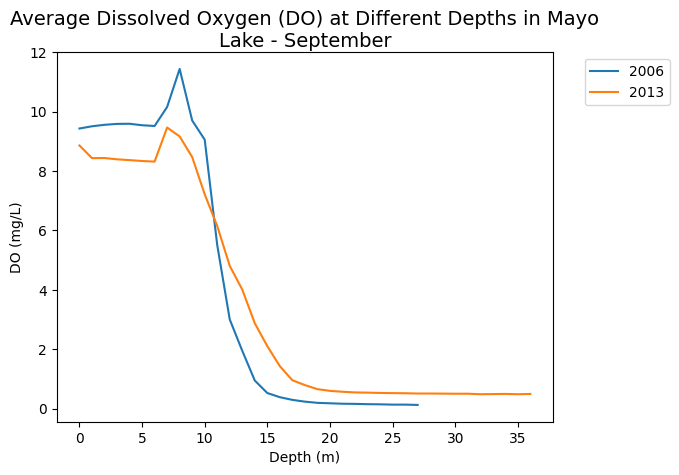 Average Dissolved Oxygen (DO) at Different Depths in Mayo
Lake - September
2006
2013
DO (mg/L)
12
10
8
6
4
2
0
0 5 10 15 20 25 30 35
Depth (m)